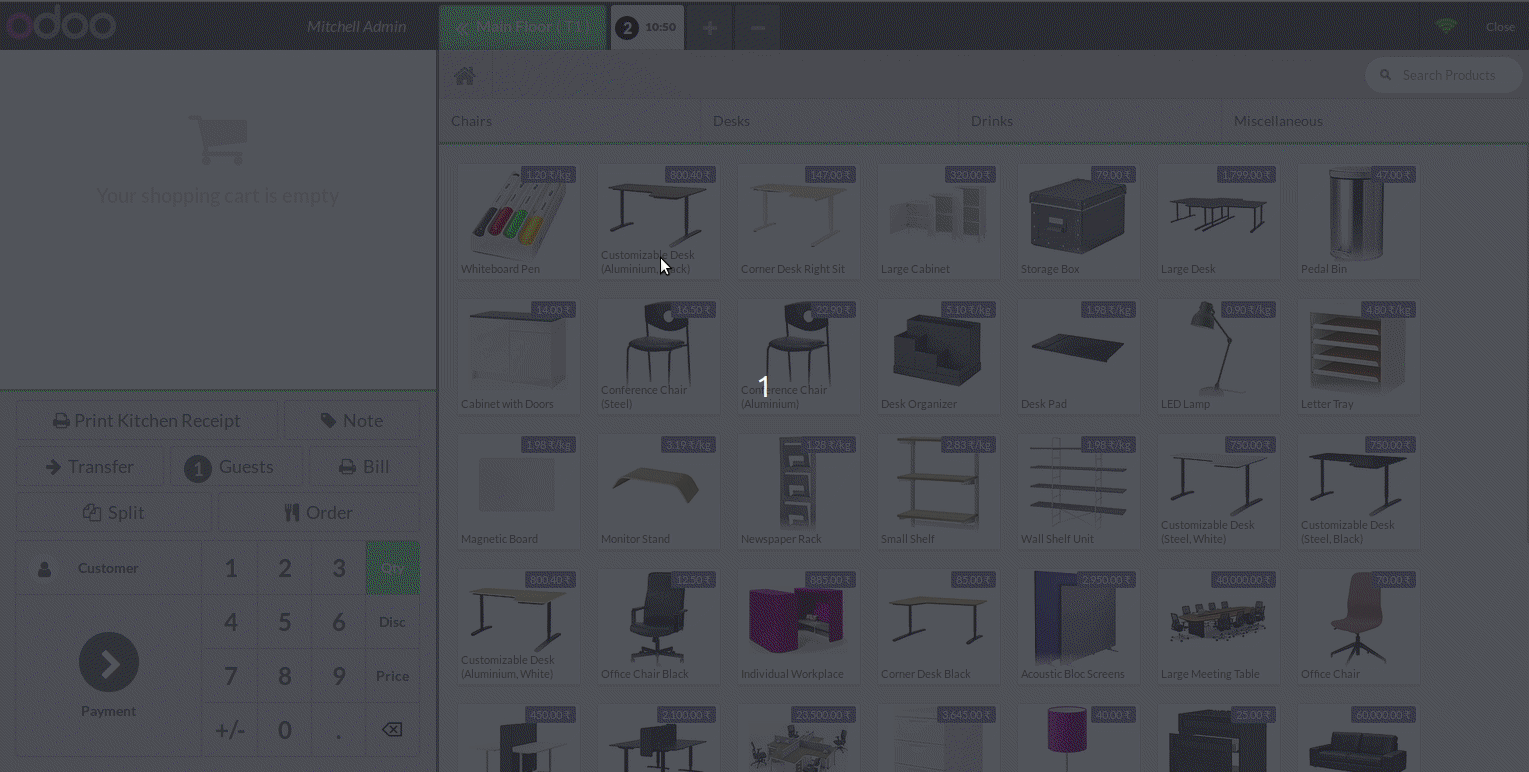 odoo
Mitchell Admin
2 10:50
+
−
Close
Search Products
Chairs
Desks
Drinks
Miscellaneous
Your shopping cart is empty
1.20 ₹/kg
Whiteboard Pen
800.40 ₹
Customizable Desk
(Aluminium, Black)
147.00 ₹
Corner Desk Right Sit
320.00 ₹
Large Cabinet
79.00 ₹
Storage Box
1,799.00 ₹
Large Desk
47.00 ₹
Pedal Bin
14.00 ₹
Cabinet with Doors
16.50 ₹
Conference Chair
(Steel)
22.90 ₹
Conference Chair
(Aluminium)
5.10 ₹/kg
Desk Organizer
1.98 ₹/kg
Desk Pad
0.90 ₹/kg
LED Lamp
4.80 ₹/kg
Letter Tray
1
1.98 ₹/kg
Magnetic Board
3.19 ₹/kg
Monitor Stand
1.28 ₹/kg
Newspaper Rack
2.83 ₹/kg
Small Shelf
1.98 ₹/kg
Wall Shelf Unit
750.00 ₹
Customizable Desk
(Steel, White)
750.00 ₹
Customizable Desk
(Steel, Black)
800.40 ₹
Customizable Desk
(Aluminium, White)
12.50 ₹
Office Chair Black
885.00 ₹
Individual Workplace
85.00 ₹
Corner Desk Black
2,950.00 ₹
Acoustic Bloc Screens
40,000.00 ₹
Large Meeting Table
70.00 ₹
Office Chair
450.00 ₹
2,100.00 ₹
23,500.00 ₹
3,645.00 ₹
40.00 ₹
25.00 ₹
60,000.00 ₹
Print Kitchen Receipt
Note
Transfer
1 Guests
Bill
Split
Order
Customer
1 2 3 Qty
4 5 6 Disc
7 8 9 Price
+/- 0 .
Payment